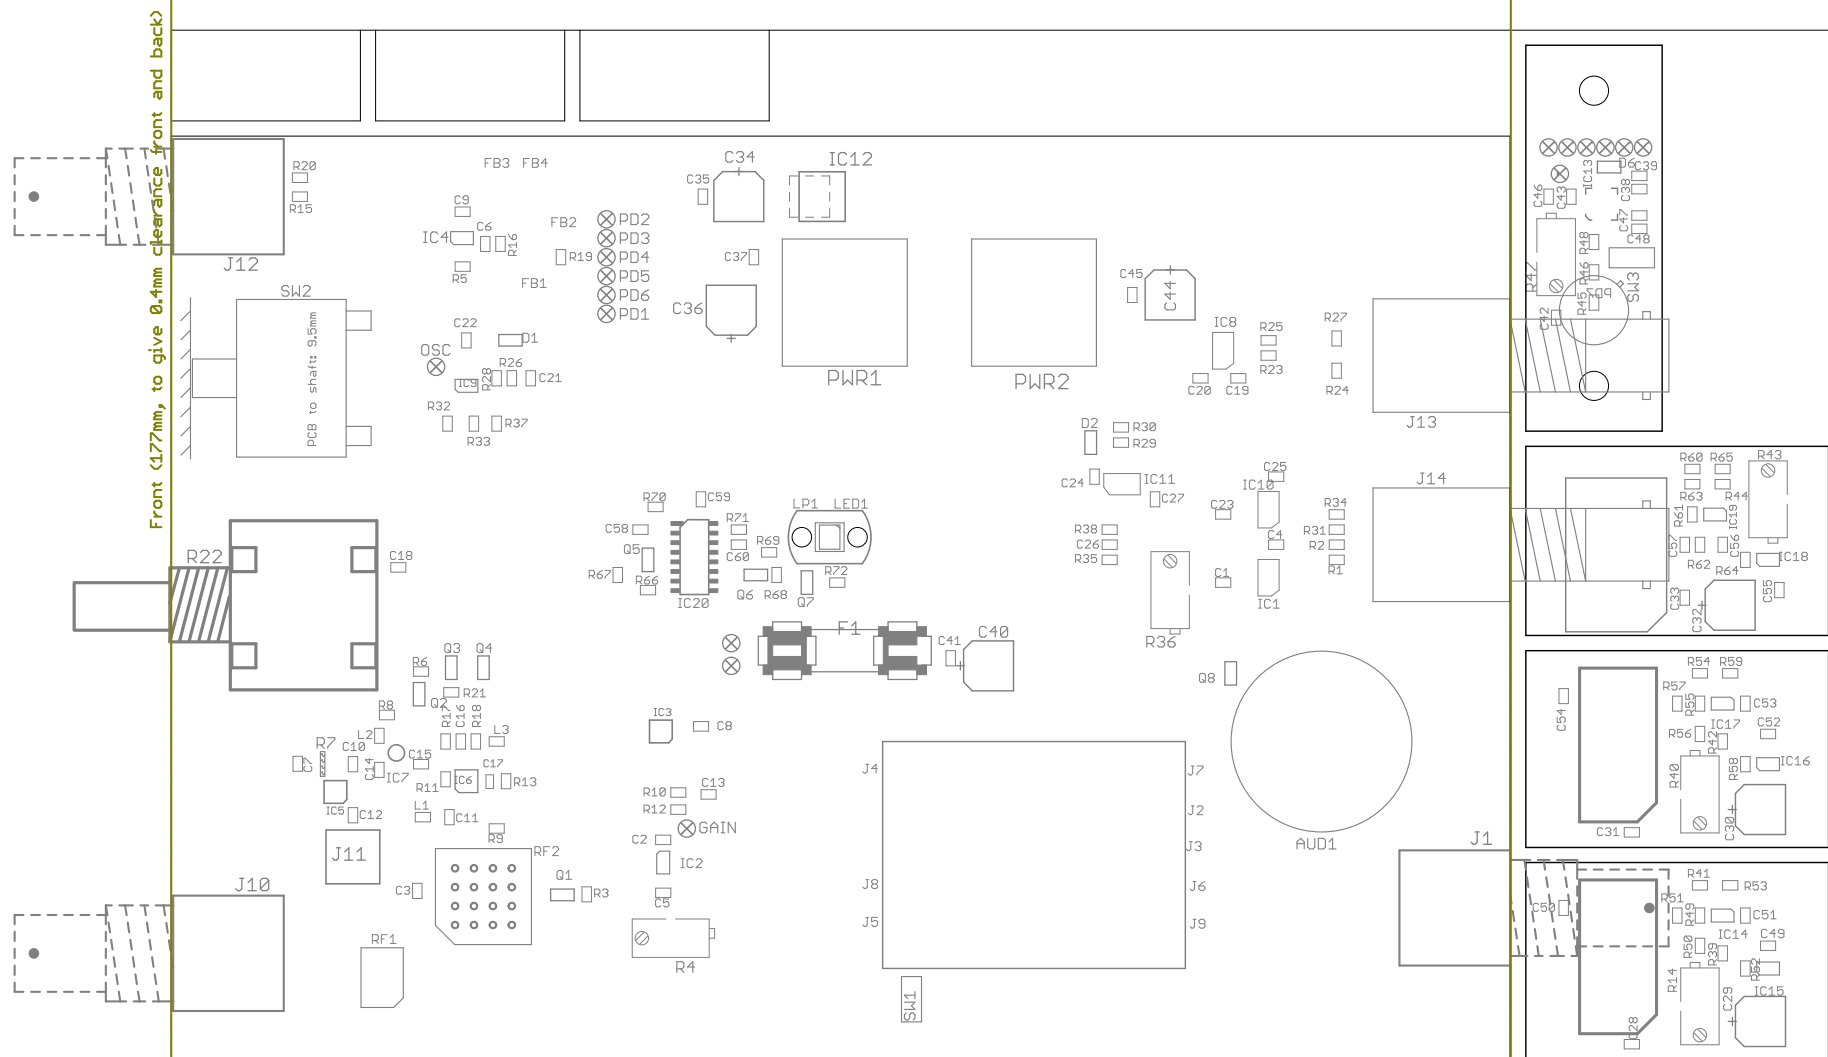 Front (177mm, to give 0.4mm clearance front and back)
R20
R15
J12
FB3 FB4
C9
C6
IC4
R16
R5
FB2
R19
FB1
PD2
PD3
PD4
PD5
PD6
PD1
C34
C35
IC12
C37
C36
PWR1
PWR2
C45
C44
IC8
R25
R23
C20
C19
R27
R24
J13
SW2
PCB to shaft: 9.5mm
C22
D1
OSC
R26
IC9
R28
C21
R32
R33
R37
D2
R30
R29
C24
IC11
C27
C25
IC10
C23
J14
R34
R31
R2
R1
C4
C1
IC1
R38
C26
R35
R36
R70
C59
C58
R71
C60
R69
Q5
R67
R66
IC20
Q6
R68
Q7
R72
LP1 LED1
R22
C18
F1
C41
C40
Q8
AUD1
R6
Q3
Q4
Q2
R21
R8
R17
C16
R18
L3
L2
R7
C10
C7
C14
C15
IC7
R11
IC6
C17
R13
IC5
C12
L1
C11
R9
IC3
C8
R10
C13
R12
GAIN
C2
IC2
C5
J11
RF2
C3
Q1
R3
J10
RF1
R4
J4
J7
J2
J3
J8
J6
J5
J9
SW1
J1
IC13
D6
C39
C46
C43
C38
C47
R48
C48
R47
R46
SW3
PD7
R45
C42
R60
R65
R43
R63
R44
R61
IC19
C57
C56
R62
R64
IC18
C33
C32
C55
R54
R59
R57
R55
C54
IC17
C53
R56
R42
C52
R40
R58
IC16
C31
C30
R41
R53
R51
C50
R49
C51
IC14
R50
R39
C49
R52
R14
C29
IC15
C28